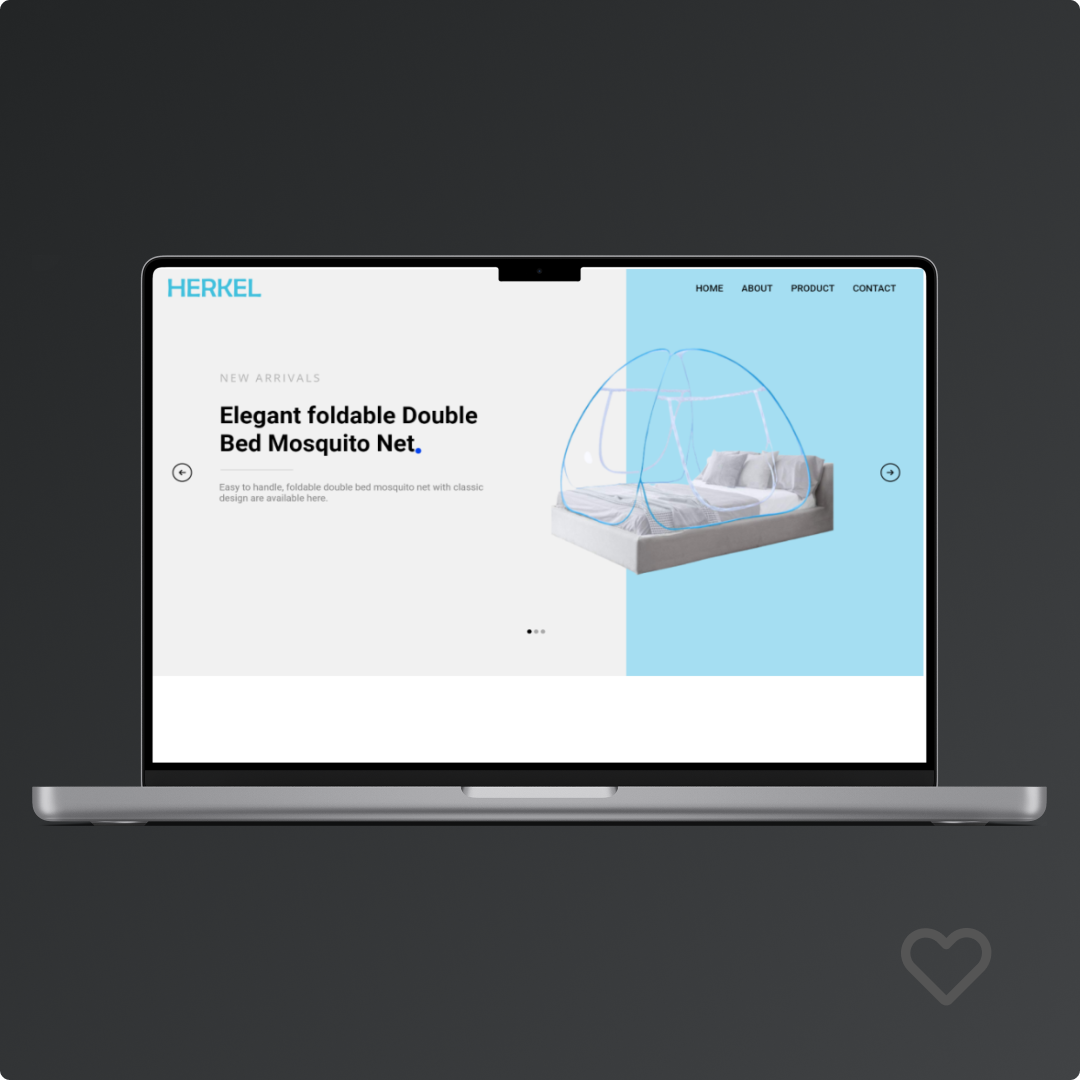 HERKEL
HOME ABOUT PRODUCT CONTACT
NEW ARRIVALS
Elegant foldable Double
Bed Mosquito Net.
Easy to handle, foldable double bed mosquito net with classic
design are available here.